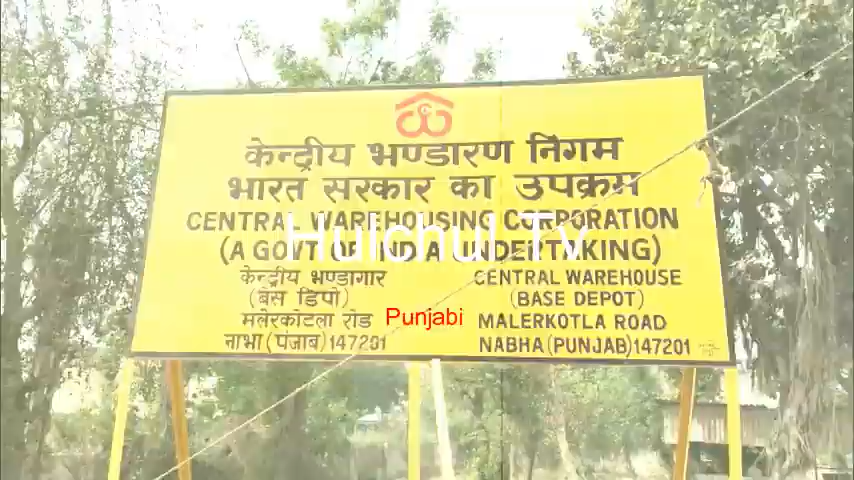 केन्द्रीय भण्डारण निगम
भारत सरकार का उपक्रम
CENTRAL WAREHOUSING CORPORATION
(A GOVT OF INDIA UNDERTAKING)
Hulchul Tv
केन्द्रीय भण्डागार
(बेस डिपो)
मलेरकोटला रोड
नाभा (पंजाब) 147201
Punjabi
CENTRAL WAREHOUSE
(BASE DEPOT)
MALERKOTLA ROAD
NABHA (PUNJAB) 147201